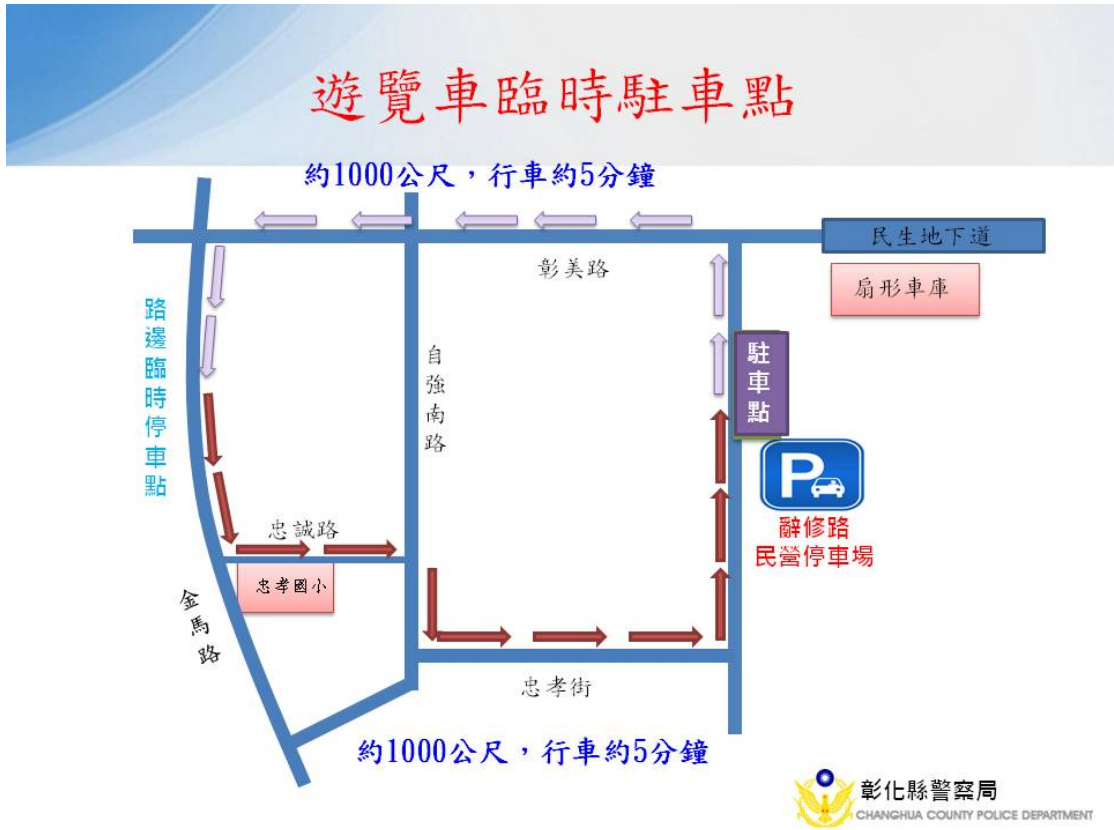 遊覽車臨時駐車點
約1000公尺，行車約5分鐘
民生地下道
彰美路
扇形車庫
路邊臨時停車點
自強南路
駐車點
P
辭修路
民營停車場
忠誠路
忠孝國小
金馬路
忠孝街
約1000公尺，行車約5分鐘
彰化縣警察局
CHANGHUA COUNTY POLICE DEPARTMENT